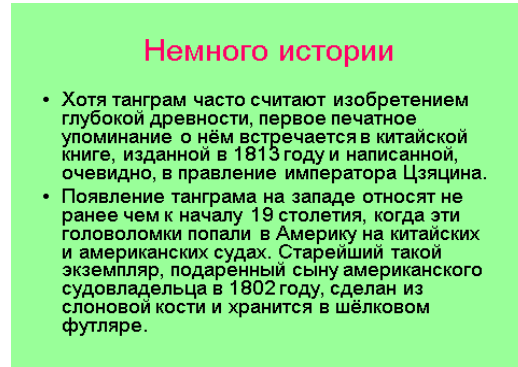 Немного истории
• Хотя танграм часто считают изобретением
глубокой древности, первое печатное
упоминание о нём встречается в китайской
книге, изданной в 1813 году и написанной,
очевидно, в правление императора Цзяцина.
• Появление танграма на западе относят не
ранее чем к началу 19 столетия, когда эти
головоломки попали в Америку на китайских
и американских судах. Старейший такой
экземпляр, подаренный сыну американского
судовладельца в 1802 году, сделан из
слоновой кости и хранится в шёлковом
футляре.